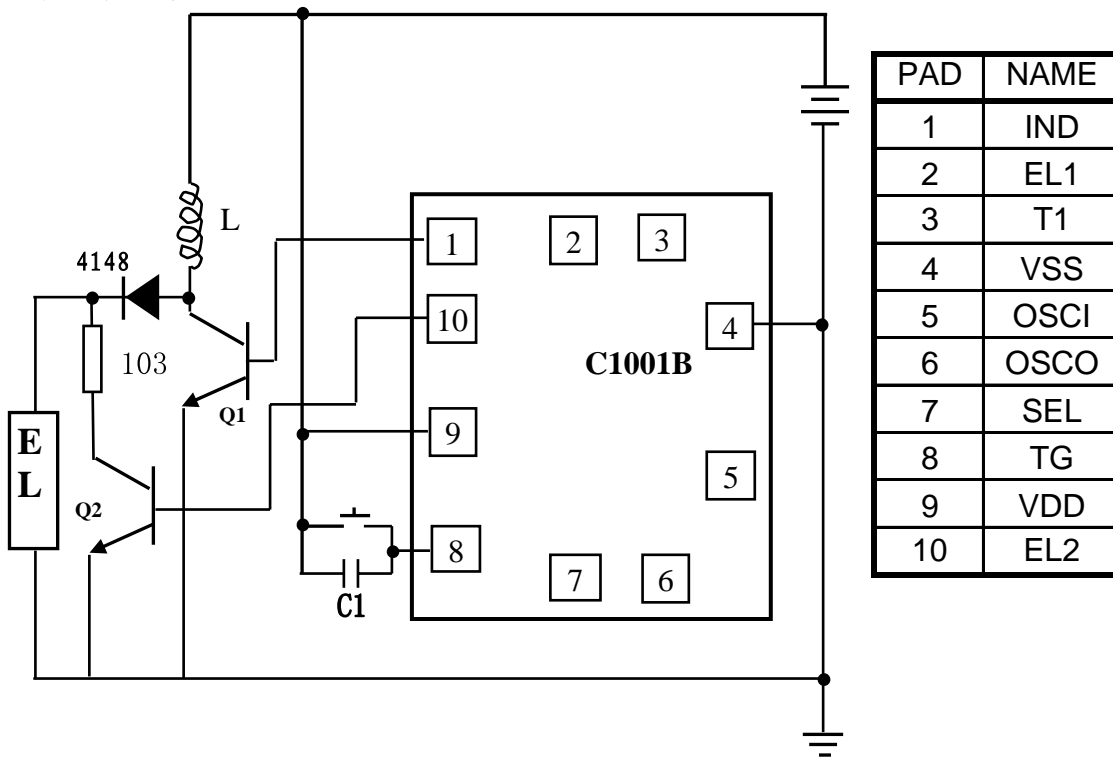 PAD NAME
1 IND
2 EL1
3 T1
4 VSS
5 OSCI
6 OSCO
7 SEL
8 TG
9 VDD
10 EL2
L
4148
103
Q1
E
L
Q2
C1
1
2
3
10
4
C1001B
9
5
8
7
6